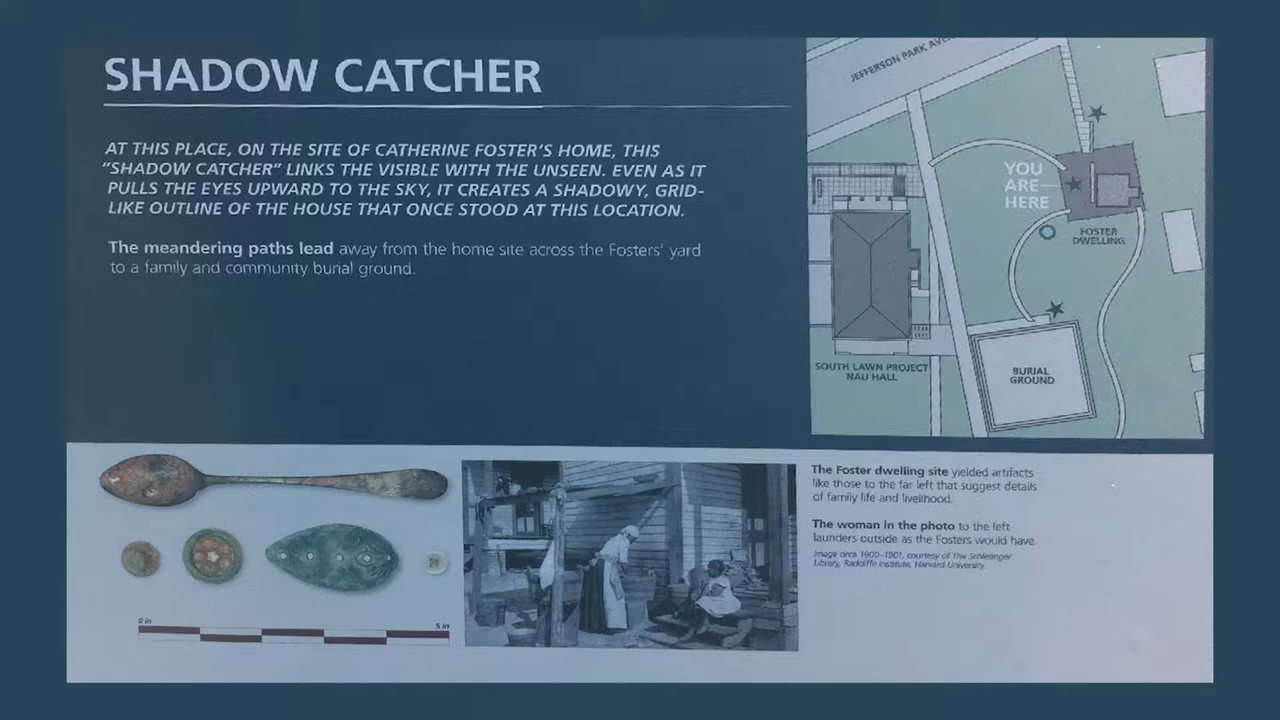 SHADOW CATCHER
AT THIS PLACE, ON THE SITE OF CATHERINE FOSTER'S HOME, THIS
"SHADOW CATCHER" LINKS THE VISIBLE WITH THE UNSEEN. EVEN AS IT
PULLS THE EYES UPWARD TO THE SKY, IT CREATES A SHADOWY, GRID-
LIKE OUTLINE OF THE HOUSE THAT ONCE STOOD AT THIS LOCATION.
The meandering paths lead away from the home site across the Fosters' yard
to a family and community burial ground.
JEFFERSON PARK AVE
YOU
ARE
HERE
FOSTER
DWELLING
SOUTH LAWN PROJECT
NAU HALL
BURIAL
GROUND
0 in
5 in
The Foster dwelling site yielded artifacts
like those to the far left that suggest details
of family life and livelihood.
The woman in the photo to the left
launders outside as the Fosters would have.
Image circa 1900-1901, courtesy of The Schlesinger
Library, Radcliffe Institute, Harvard University.